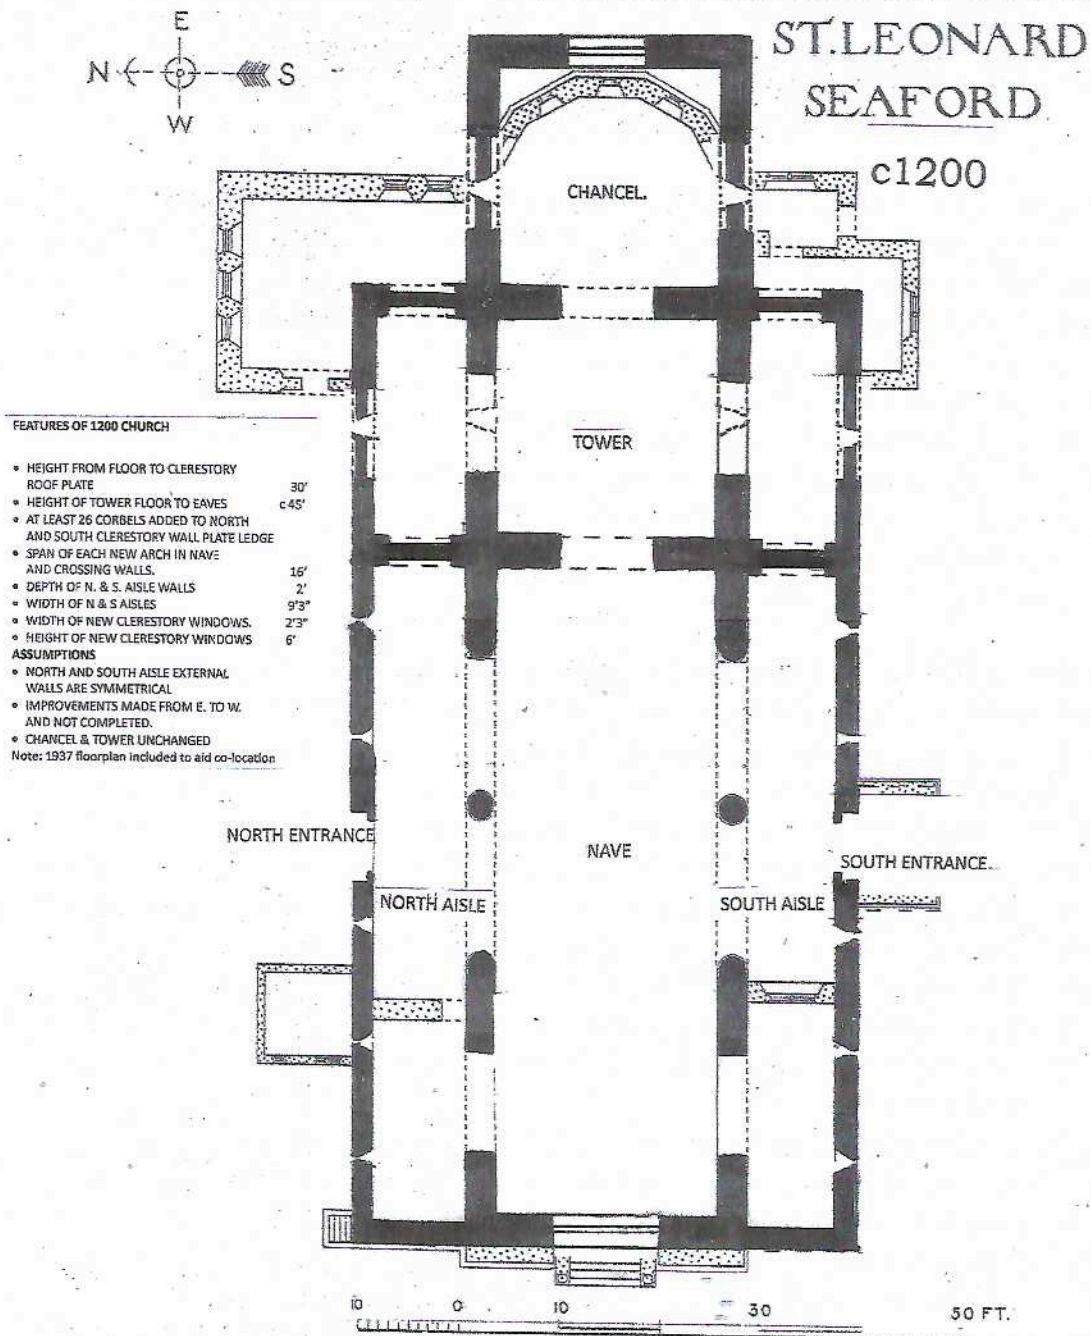 ST.LEONARD
SEAFORD
c1200
E
N
S
W
CHANCEL.
TOWER
FEATURES OF 1200 CHURCH
• HEIGHT FROM FLOOR TO CLERESTORY
ROOF PLATE 30'
• HEIGHT OF TOWER FLOOR TO EAVES c 45'
• AT LEAST 26 CORBELS ADDED TO NORTH
AND SOUTH CLERESTORY WALL PLATE LEDGE
• SPAN OF EACH NEW ARCH IN NAVE
AND CROSSING WALLS. 16'
• DEPTH OF N. & S. AISLE WALLS 2'
• WIDTH OF N & S AISLES 9'3"
• WIDTH OF NEW CLERESTORY WINDOWS. 2'3"
• HEIGHT OF NEW CLERESTORY WINDOWS 6'
ASSUMPTIONS
• NORTH AND SOUTH AISLE EXTERNAL
WALLS ARE SYMMETRICAL
• IMPROVEMENTS MADE FROM E. TO W.
AND NOT COMPLETED.
• CHANCEL & TOWER UNCHANGED
Note: 1937 floorplan included to aid co-location
NORTH ENTRANCE
NAVE
SOUTH ENTRANCE.
NORTH AISLE
SOUTH AISLE
10 0 10 30 50 FT.